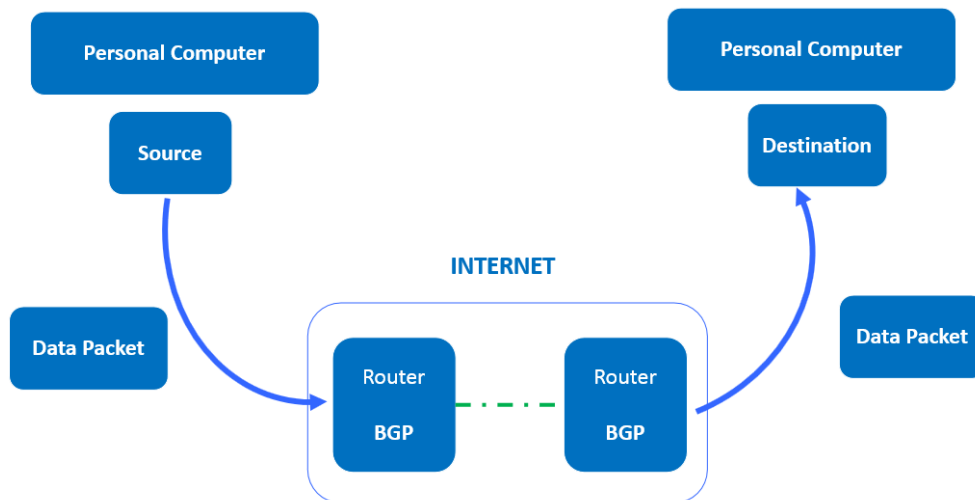 Personal Computer
Source
Data Packet
INTERNET
Router
BGP
Router
BGP
Personal Computer
Destination
Data Packet